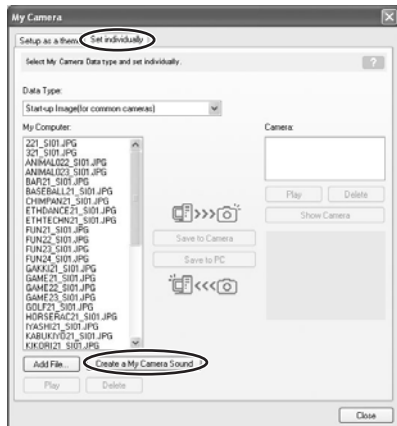 My Camera
Setup as a them Set individually
Select My Camera Data type and set individually.
?
Data Type:
Start-up Image(for common cameras)
My Computer:
Camera:
221_SI01.JPG
321_SI01.JPG
ANIMAL022_SI01.JPG
ANIMAL023_SI01.JPG
BAR21_SI01.JPG
BASEBALL21_SI01.JPG
CHIMPAN21_SI01.JPG
ETHDANCE21_SI01.JPG
ETHTECHN21_SI01.JPG
FUN21_SI01.JPG
FUN22_SI01.JPG
FUN23_SI01.JPG
FUN24_SI01.JPG
GAKKI21_SI01.JPG
GAME21_SI01.JPG
GAME22_SI01.JPG
GAME23_SI01.JPG
GOLF21_SI01.JPG
HORSERAC21_SI01.JPG
IYASHI21_SI01.JPG
KABUKIYO21_SI01.JPG
KIKORI21_SI01.JPG
Play Delete
Show Camera
Save to Camera
Save to PC
Add File... Create a My Camera Sound
Play Delete
Close